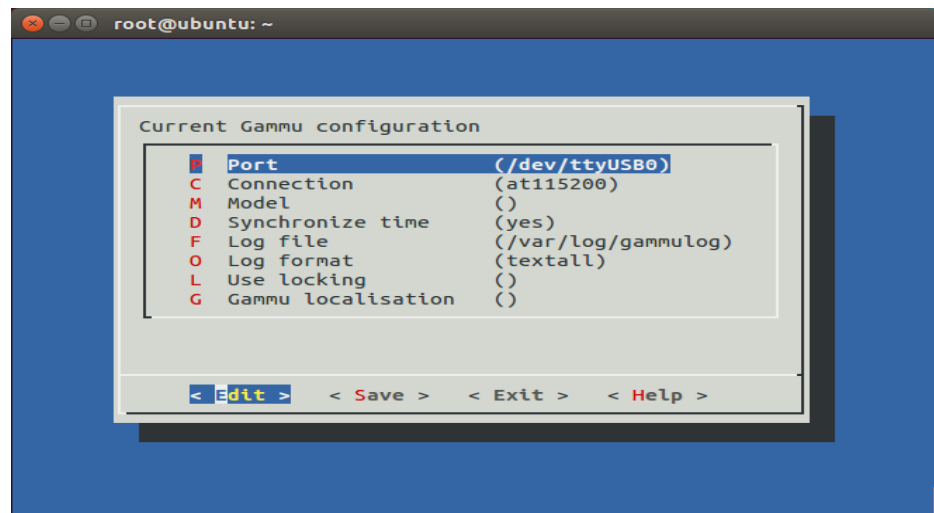 root@ubuntu: ~
Current Gammu configuration
P Port (/dev/ttyUSB0)
C Connection (at115200)
M Model ()
D Synchronize time (yes)
F Log file (/var/log/gammulog)
O Log format (textall)
L Use locking ()
G Gammu localisation ()
< Edit > < Save > < Exit > < Help >